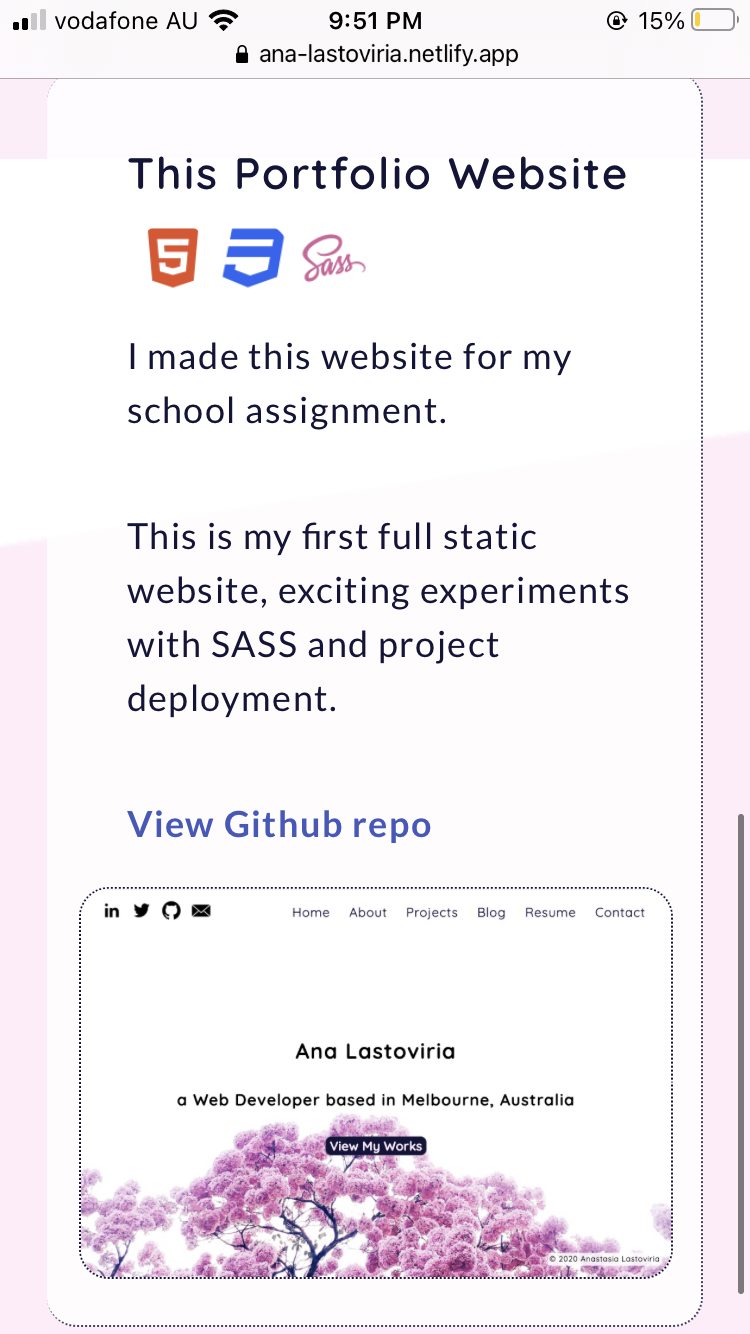 vodafone AU 9:51 PM 15%
ana-lastoviria.netlify.app
This Portfolio Website
5 Sass
I made this website for my
school assignment.
This is my first full static
website, exciting experiments
with SASS and project
deployment.
View Github repo
in Home About Projects Blog Resume Contact
Ana Lastoviria
a Web Developer based in Melbourne, Australia
View My Works
© 2020 Anastasia Lastoviria